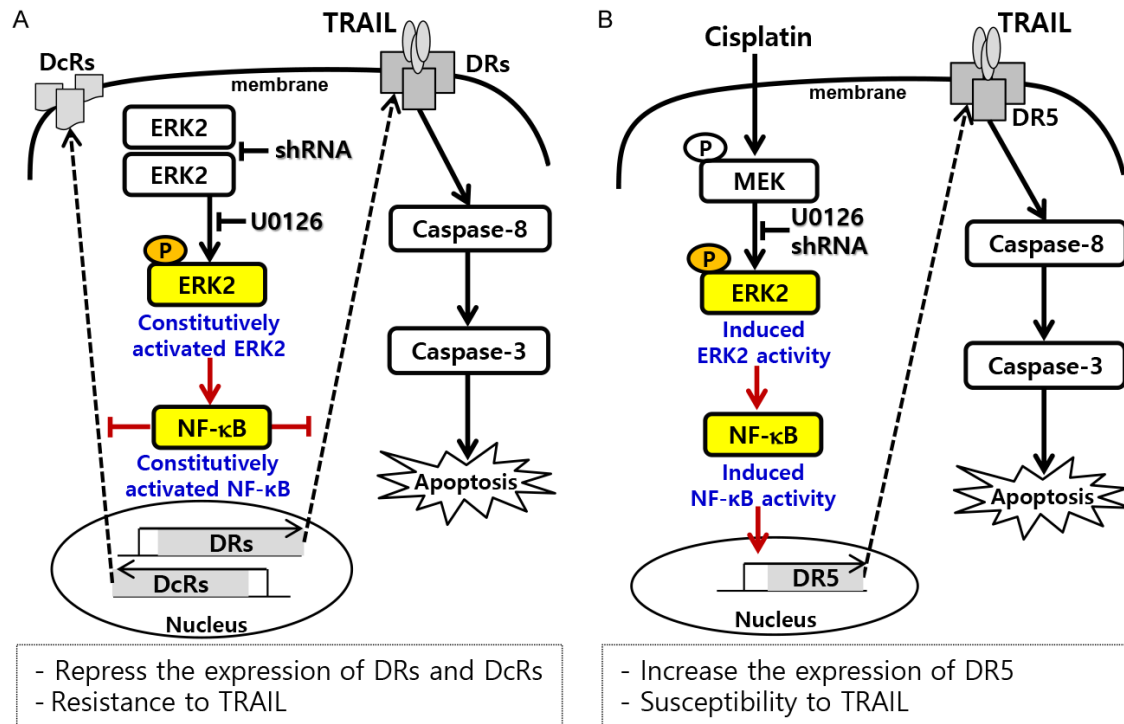 A
TRAIL
DcRs
DRs
membrane
ERK2
ERK2
shRNA
U0126
P
ERK2
Constitutively
activated ERK2
NF-κB
Constitutively
activated NF-κB
Caspase-8
Caspase-3
Apoptosis
DRs
DcRs
Nucleus
- Repress the expression of DRs and DcRs
- Resistance to TRAIL
B
TRAIL
Cisplatin
membrane
DR5
P
MEK
U0126
shRNA
P
ERK2
Induced
ERK2 activity
NF-κB
Induced
NF-κB activity
Caspase-8
Caspase-3
Apoptosis
DR5
Nucleus
- Increase the expression of DR5
- Susceptibility to TRAIL